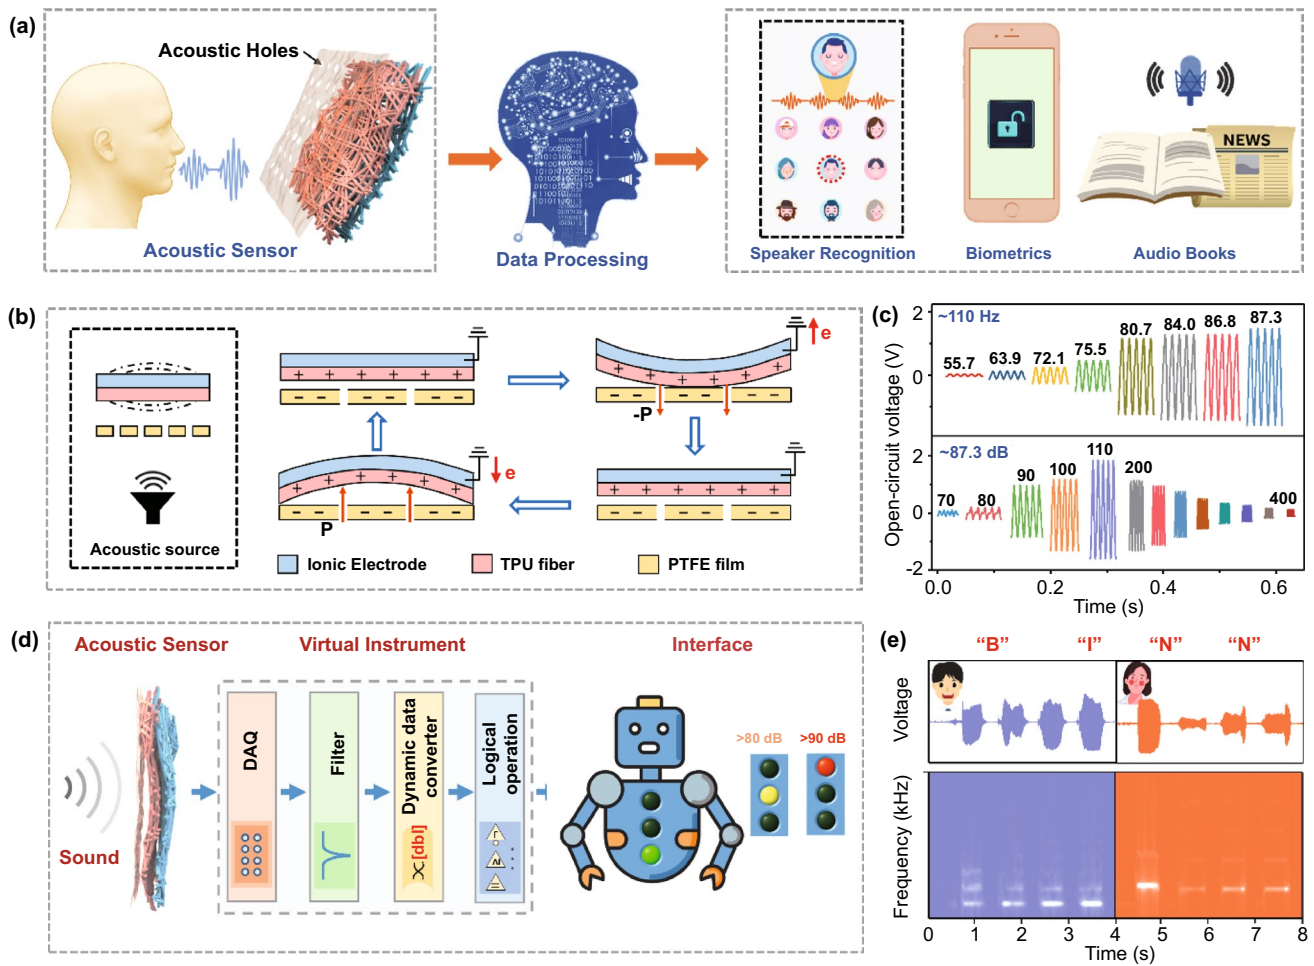 (a)
Acoustic Holes
Acoustic Sensor
Data Processing
NEWS
Speaker Recognition
Biometrics
Audio Books
(b)
e
-P
e
P
Acoustic source
Ionic Electrode
TPU fiber
PTFE film
(c)
Open-circuit voltage (V)
2
0
2
0
-2
~110 Hz
55.7
63.9
72.1
75.5
80.7
84.0
86.8
87.3
~87.3 dB
70
80
90
100
110
200
400
0.0
0.2
0.4
0.6
Time (s)
(d)
Acoustic Sensor
Virtual Instrument
Interface
Sound
DAQ
Filter
Dynamic data
converter
[dbl]
Logical
operation
>80 dB
>90 dB
(e)
“B”
“I”
“N”
“N”
Voltage
Frequency (kHz)
0
1
2
3
4
5
6
7
8
Time (s)